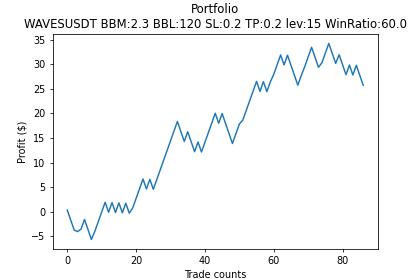 Portfolio
WAVESUSDT BBM:2.3 BBL:120 SL:0.2 TP:0.2 lev:15 WinRatio:60.0
35
30
25
20
15
10
5
0
−5
Profit ($)
0 20 40 60 80
Trade counts